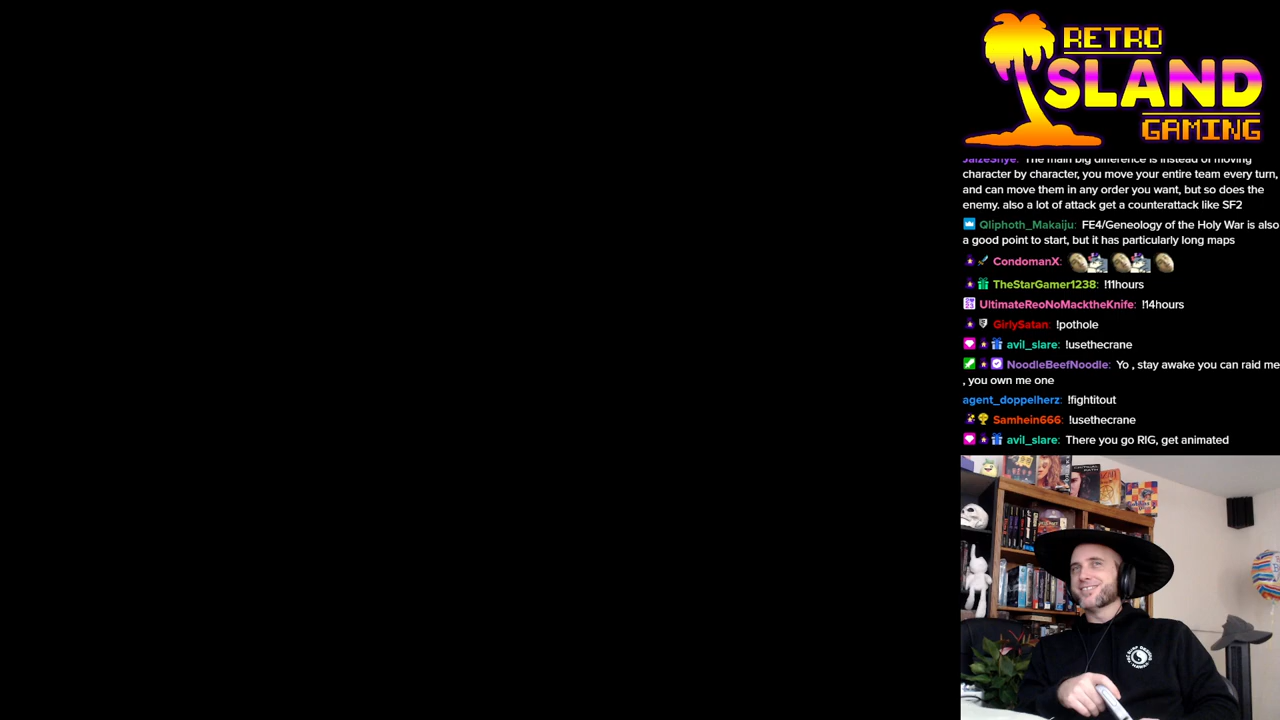 RETRO
ISLAND
GAMING
JaizeShye: The main big difference is instead of moving
character by character, you move your entire team every turn,
and can move them in any order you want, but so does the
enemy. also a lot of attack get a counterattack like SF2
Qliphoth_Makaiju: FE4/Geneology of the Holy War is also
a good point to start, but it has particularly long maps
CondomanX:
TheStarGamer1238: !11hours
UltimateReoNoMacktheKnife: !14hours
GirlySatan: !pothole
avil_slare: !usethecrane
NoodleBeefNoodle: Yo , stay awake you can raid me
, you own me one
agent_doppelherz: !fightitout
Samhein666: !usethecrane
avil_slare: There you go RIG, get animated